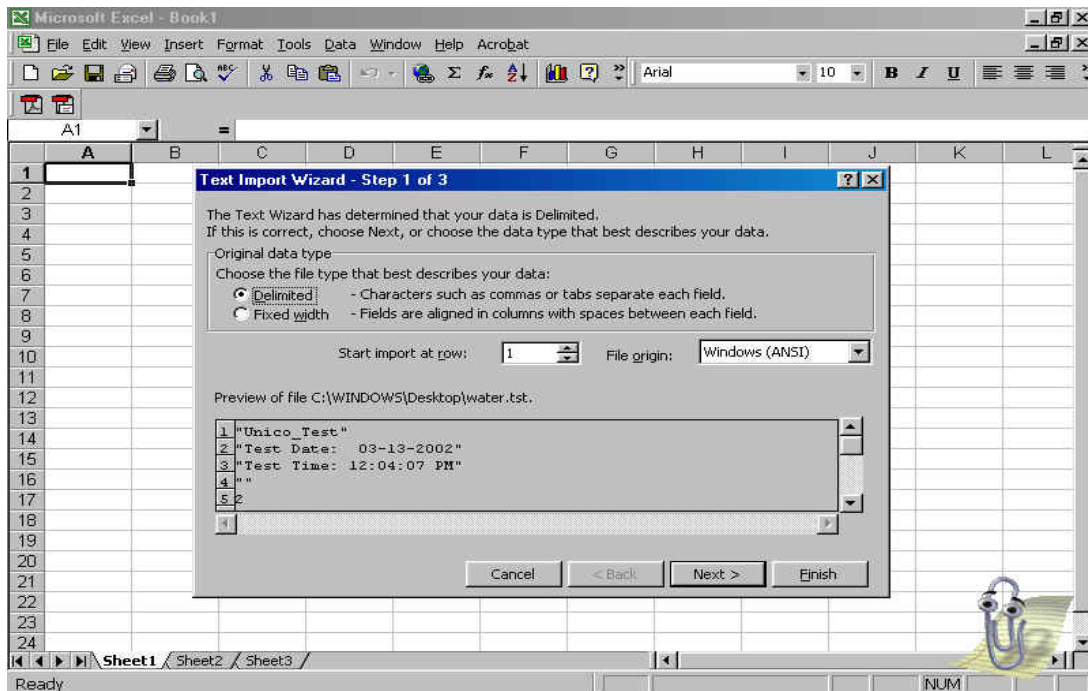 Microsoft Excel - Book1
File Edit View Insert Format Tools Data Window Help Acrobat
Arial 10 B I U
A1 =
A B C D E F G H I J K L
1
2
3
4
5
6
7
8
9
10
11
12
13
14
15
16
17
18
19
20
21
22
23
24
Text Import Wizard - Step 1 of 3
The Text Wizard has determined that your data is Delimited.
If this is correct, choose Next, or choose the data type that best describes your data.
Original data type
Choose the file type that best describes your data:
Delimited - Characters such as commas or tabs separate each field.
Fixed width - Fields are aligned in columns with spaces between each field.
Start import at row: 1 File origin: Windows (ANSI)
Preview of file C:\WINDOWS\Desktop\water.tst.
1 "Unico_Test"
2 "Test Date:  03-13-2002"
3 "Test Time: 12:04:07 PM"
4 ""
5 2
Cancel < Back Next > Finish
Sheet1 Sheet2 Sheet3
Ready NUM